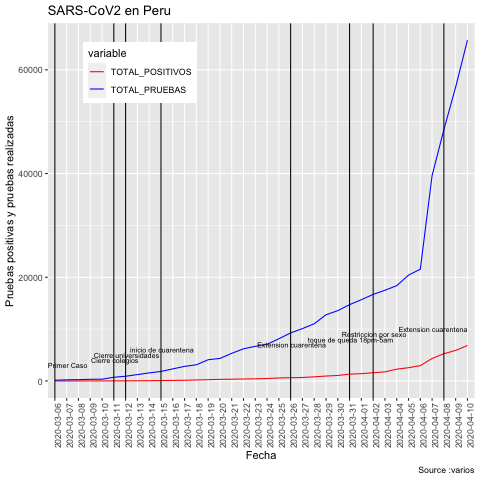 SARS-CoV2 en Peru
variable
TOTAL_POSITIVOS
TOTAL_PRUEBAS
Pruebas positivas y pruebas realizadas
60000
40000
20000
0
Extension cuarentena
Restriccion por sexo
toque de queda 18pm-5am
Extension cuarentena
inicio de cuarentena
Cierre universidades
Cierre colegios
Primer Caso
2020-03-06
2020-03-07
2020-03-08
2020-03-09
2020-03-10
2020-03-11
2020-03-12
2020-03-13
2020-03-14
2020-03-15
2020-03-16
2020-03-17
2020-03-18
2020-03-19
2020-03-20
2020-03-21
2020-03-22
2020-03-23
2020-03-24
2020-03-25
2020-03-26
2020-03-27
2020-03-28
2020-03-29
2020-03-30
2020-03-31
2020-04-01
2020-04-02
2020-04-03
2020-04-04
2020-04-05
2020-04-06
2020-04-07
2020-04-08
2020-04-09
2020-04-10
Fecha
Source :varios